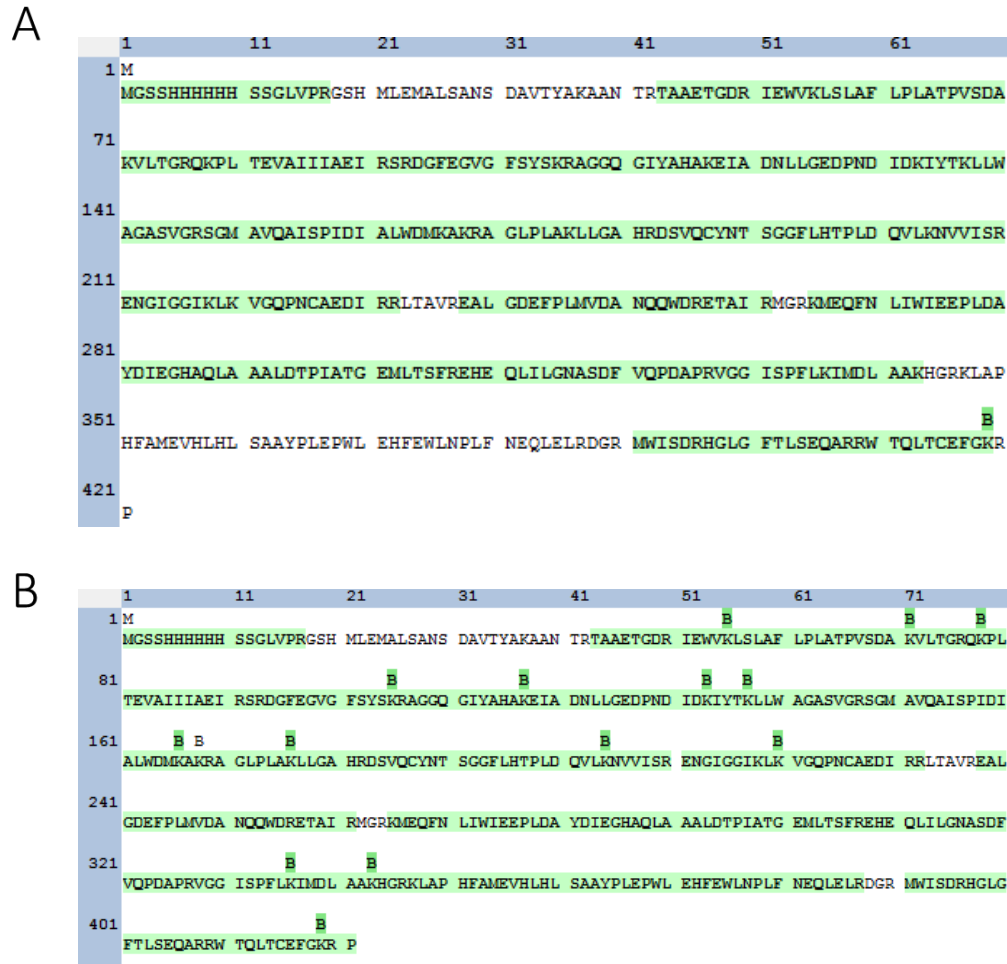 A
1 11 21 31 41 51 61
1 M
MGSSHHHHHH SSGLVPRGSH MLEMALSANS DAVTYAKAAN TRTAAETGDR IEWVKLSLAF LPLATPVSDA
71
KVLTGRQKPL TEVAIIIAEI RSRDGFEGVG FSYSKRAGGQ GIYAHAKEIA DNLLGEDPND IDKIYTKLLW
141
AGASVGRSGM AVQAISPIDI ALWDMKAKRA GLPLAKLLGA HRDSVQCYNT SGGFLHTPLD QVLKNVVISR
211
ENGIGGIKLK VGQPNCAEDI RRLTAVREAL GDEFPLMVDA NQQWDRETAI RMGRKMEQFN LIWIEEPLDA
281
YDIEGHAQLA AALDTPIATG EMLTSFREHE QLILGNASDF VQPDAPRVGG ISPFLKIMDL AAKHGRKLAP
351 B
HFAMEVHLHL SAAYPLEPWL EHFEWLNPLF NEQLELRDGR MWISDRHGLG FTLSEQARRW TQLTCEFGKR
421
P
B
1 11 21 31 41 51 61 71
1 M B B B
MGSSHHHHHH SSGLVPRGSH MLEMALSANS DAVTYAKAAN TRTAAETGDR IEWVKLSLAF LPLATPVSDA KVLTGRQKPL
81 B B B B
TEVAIIIAEI RSRDGFEGVG FSYSKRAGGQ GIYAHAKEIA DNLLGEDPND IDKIYTKLLW AGASVGRSGM AVQAISPIDI
161 B B B B B
ALWDMKAKRA GLPLAKLLGA HRDSVQCYNT SGGFLHTPLD QVLKNVVISR ENGIGGIKLK VGQPNCAEDI RRLTAVREAL
241
GDEFPLMVDA NQQWDRETAI RMGRKMEQFN LIWIEEPLDA YDIEGHAQLA AALDTPIATG EMLTSFREHE QLILGNASDF
321 B B
VQPDAPRVGG ISPFLKIMDL AAKHGRKLAP HFAMEVHLHL SAAYPLEPWL EHFEWLNPLF NEQLELRDGR MWISDRHGLG
401 B
FTLSEQARRW TQLTCEFGKR P